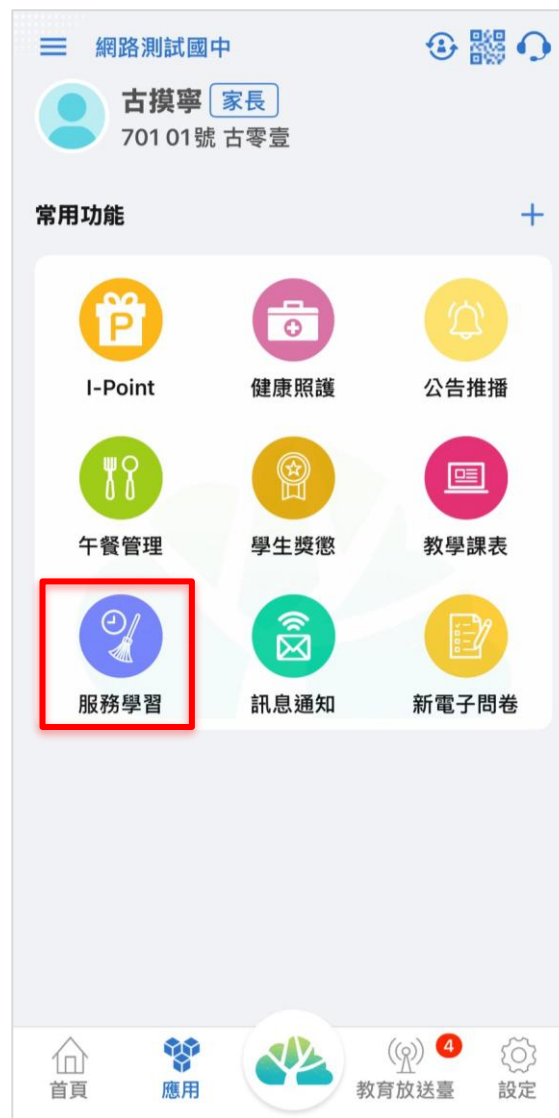 網路測試國中
古摸寧 家長
701 01號 古零壹
常用功能
I-Point 健康照護 公告推播
午餐管理 學生獎懲 教學課表
服務學習 訊息通知 新電子問卷
4
首頁 應用 教育放送臺 設定